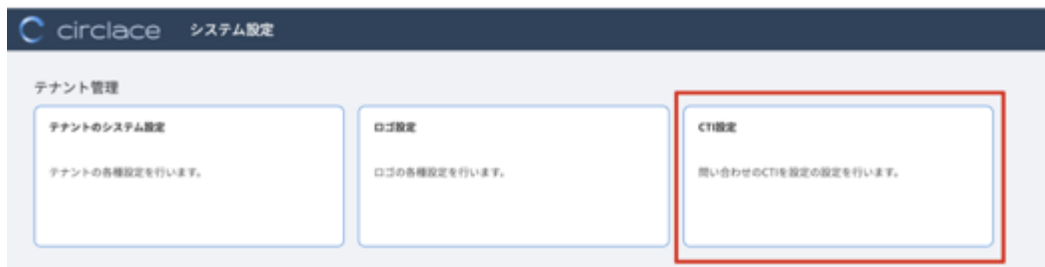 circlace システム設定
テナント管理
テナントのシステム設定
テナントの各種設定を行います。
ロゴ設定
ロゴの各種設定を行います。
CTI設定
問い合わせのCTIを設定の設定を行います。